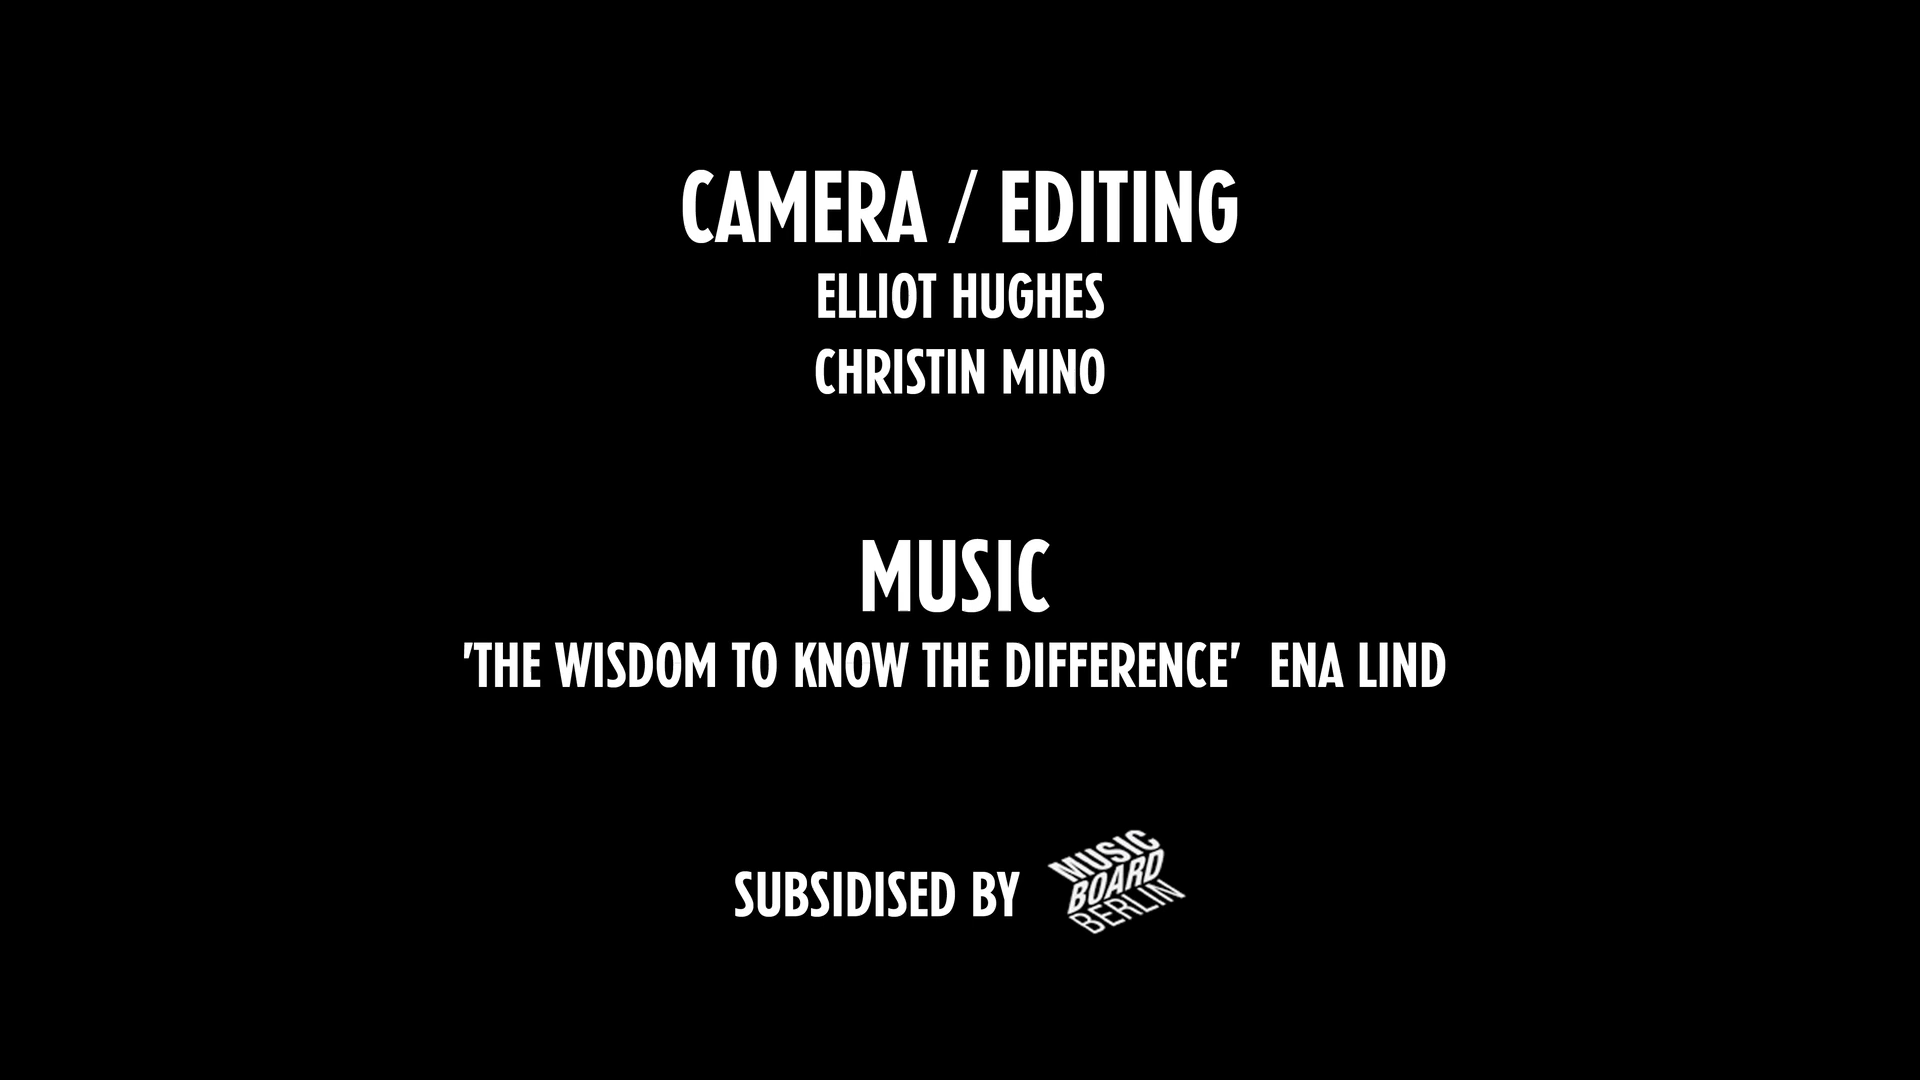 CAMERA / EDITING
ELLIOT HUGHES
CHRISTIN MINO
MUSIC
'THE WISDOM TO KNOW THE DIFFERENCE'  ENA LIND
SUBSIDISED BY
MUSIC
BOARD
BERLIN